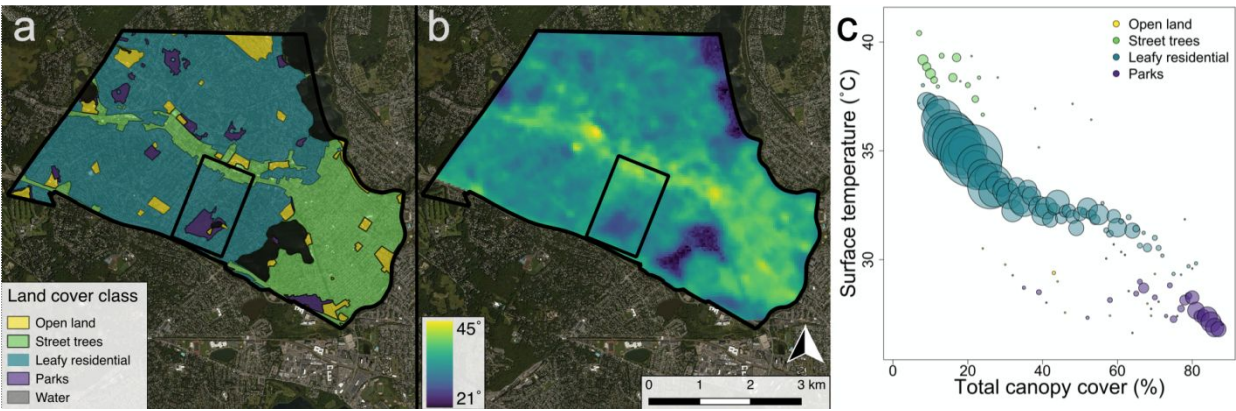 a
Land cover class
Open land
Street trees
Leafy residential
Parks
Water
b
45°
21°
0 1 2 3 km
c
Open land
Street trees
Leafy residential
Parks
Surface temperature (˚C)
40
35
30
0 20 40 60 80
Total canopy cover (%)